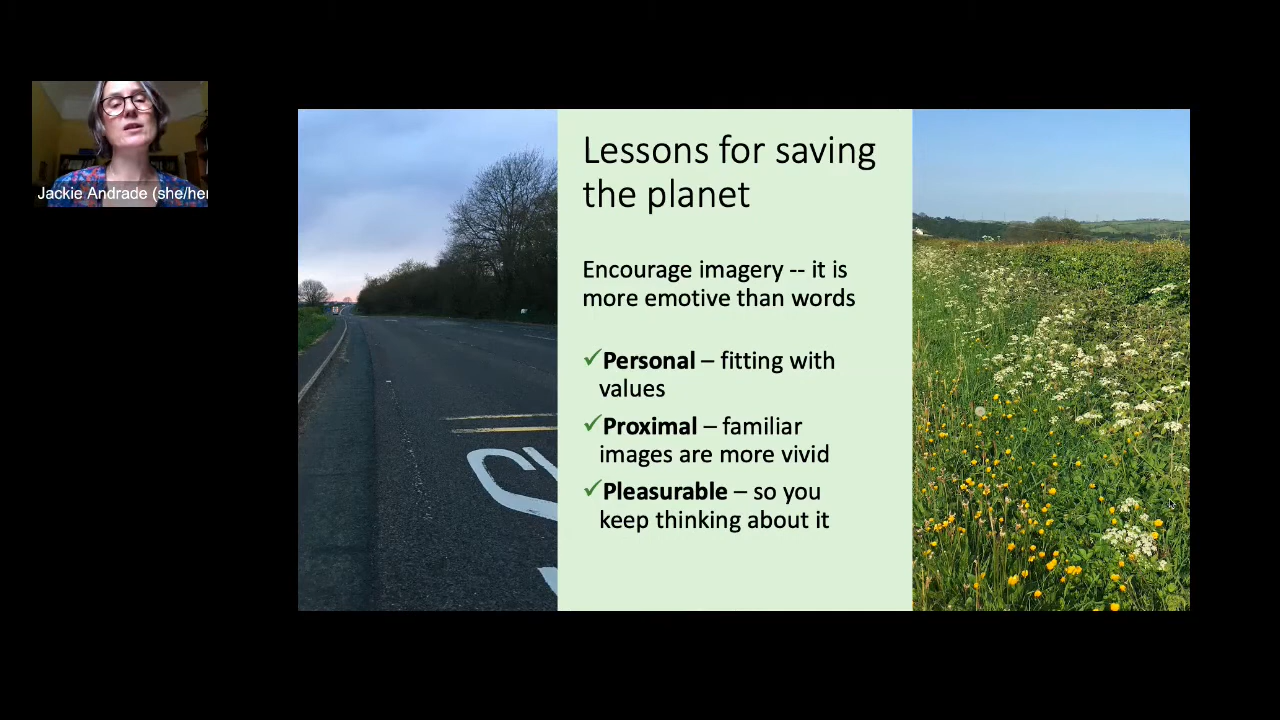 Jackie Andrade (she/her
Lessons for saving
the planet
Encourage imagery -- it is
more emotive than words
✓Personal – fitting with
values
✓Proximal – familiar
images are more vivid
✓Pleasurable – so you
keep thinking about it